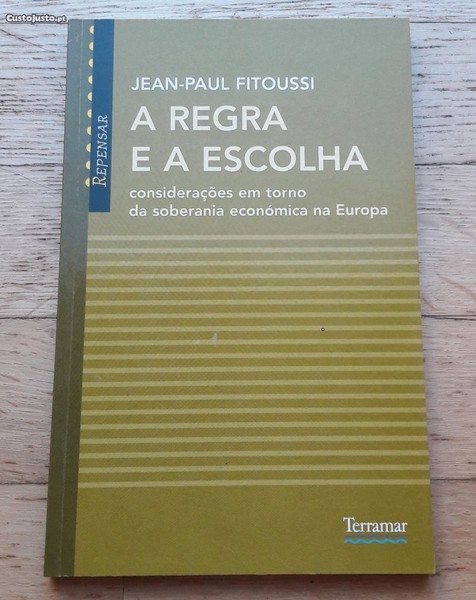 CustoJusto.pt
JEAN-PAUL FITOUSSI
A REGRA
E A ESCOLHA
considerações em torno
da soberania económica na Europa
REPENSAR
Terramar